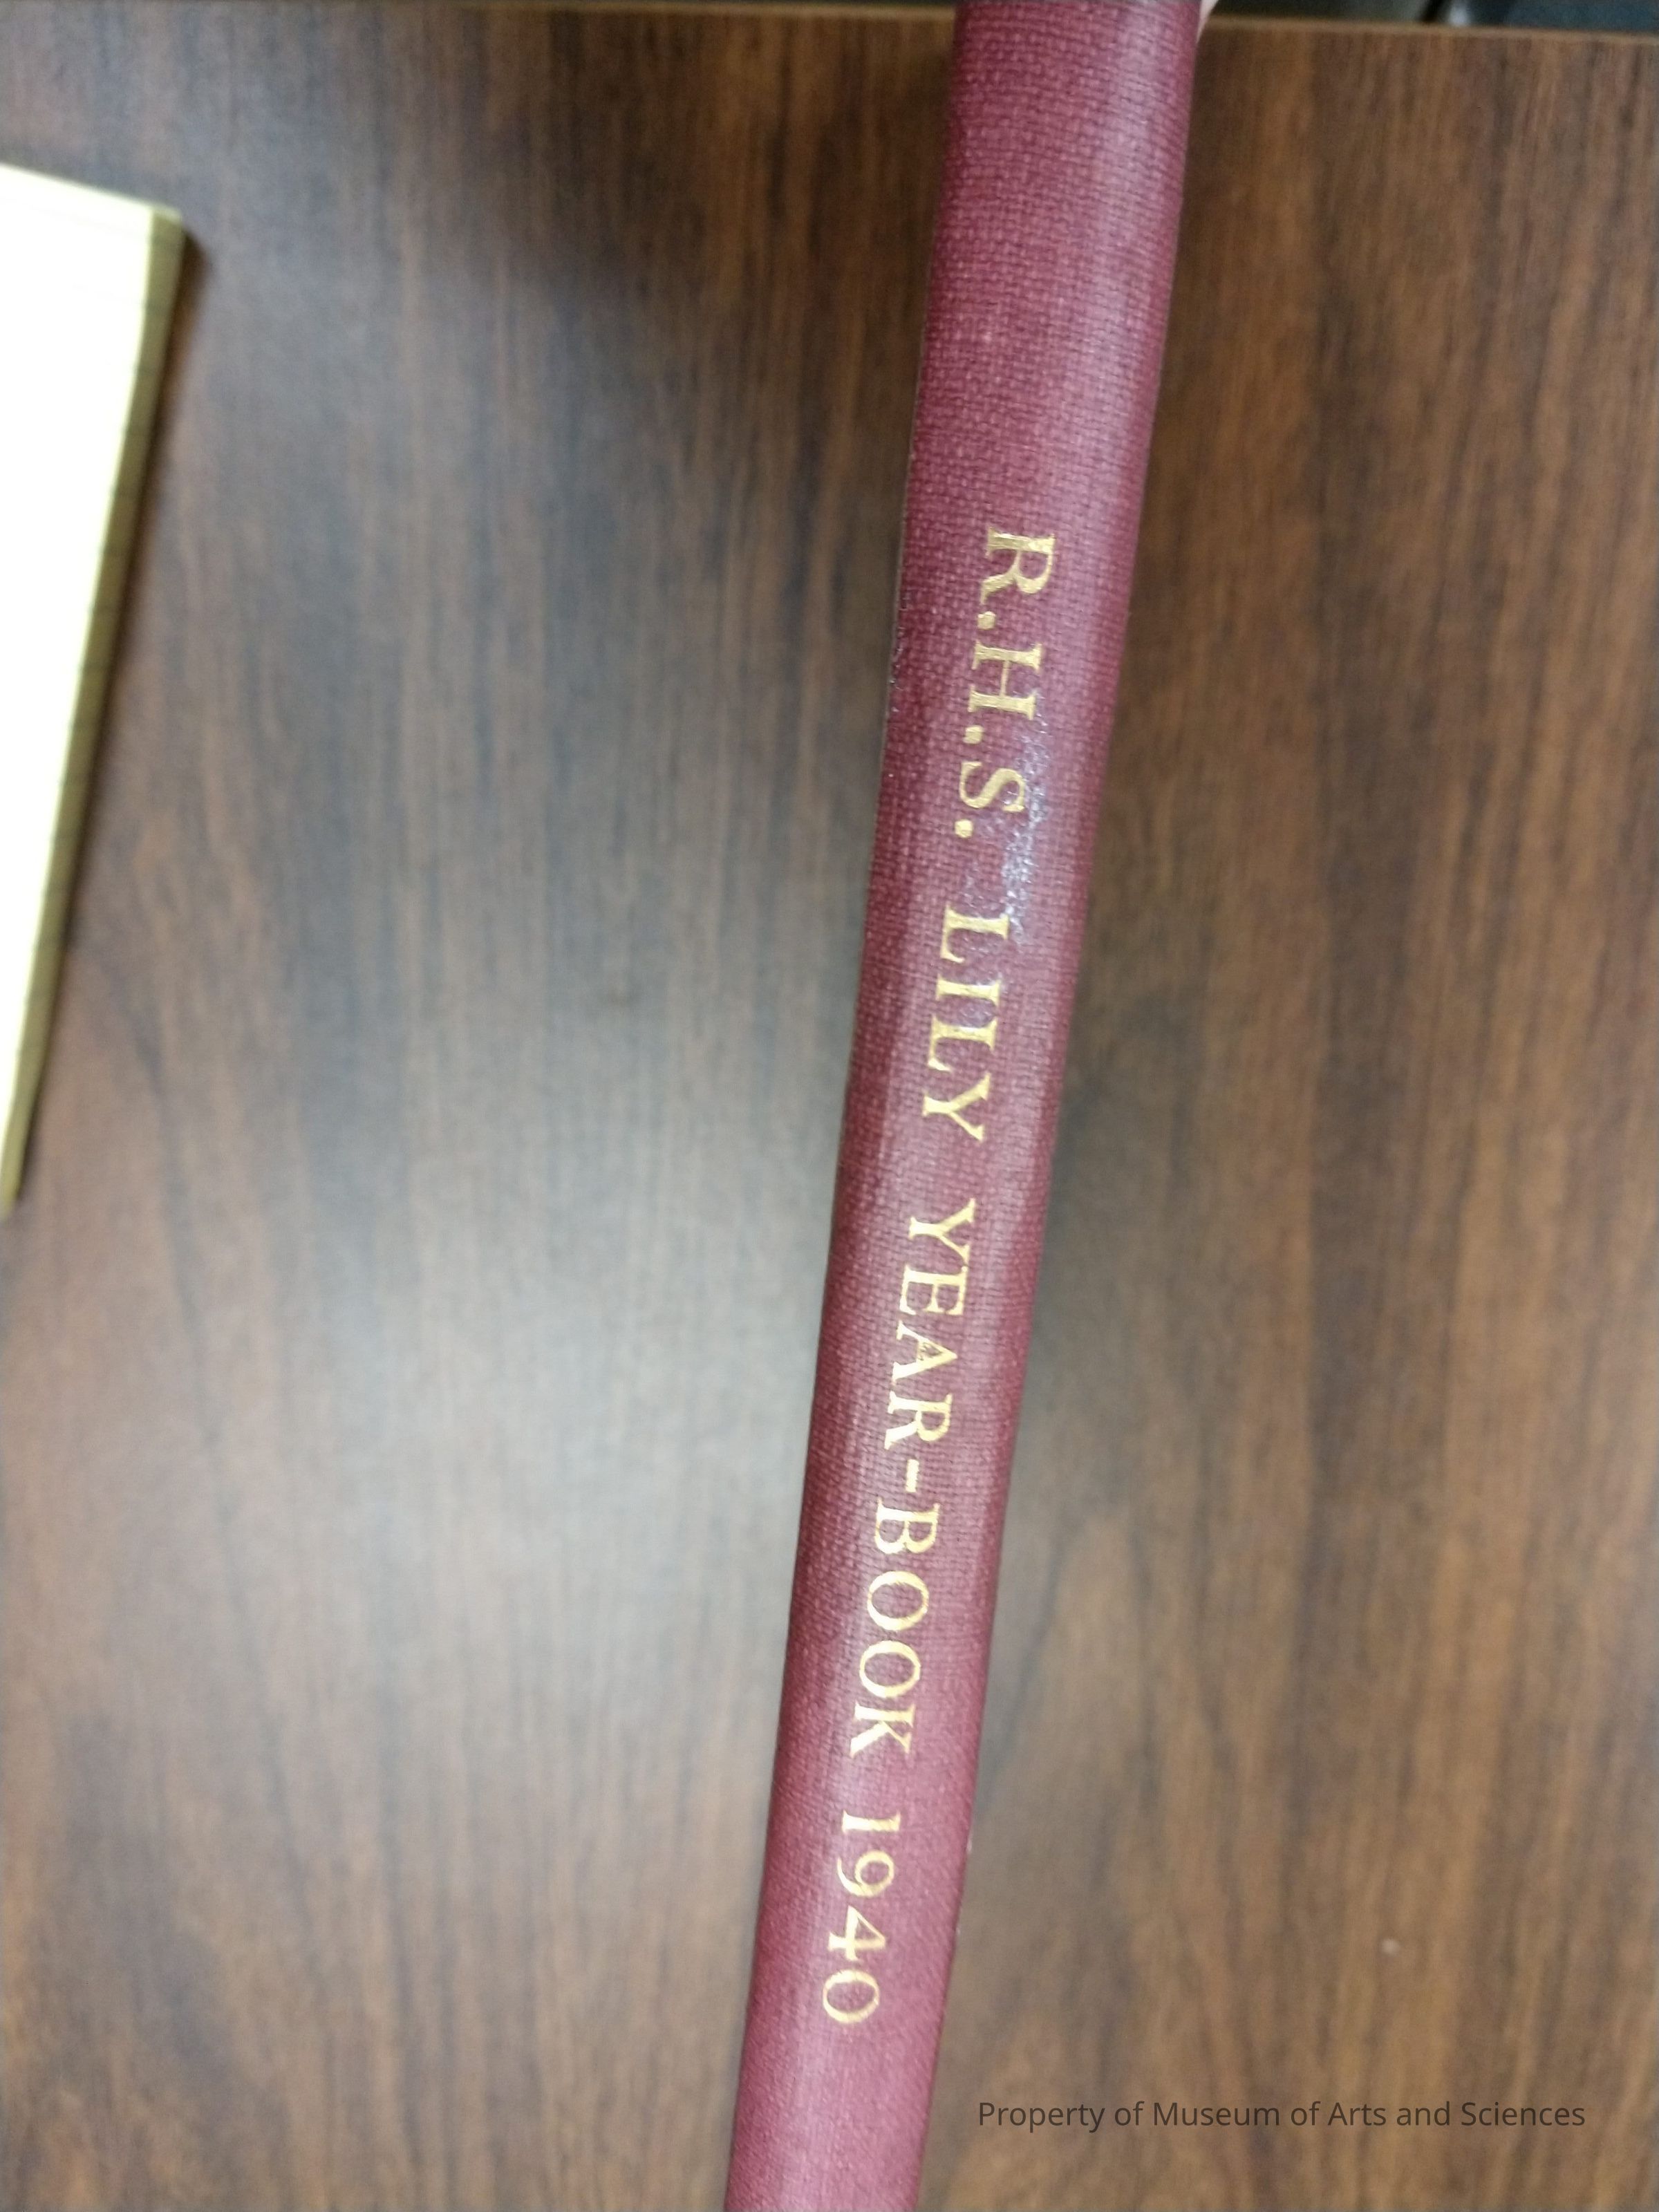 R.H.S. LILY YEAR-BOOK 1940
Property of Museum of Arts and Sciences